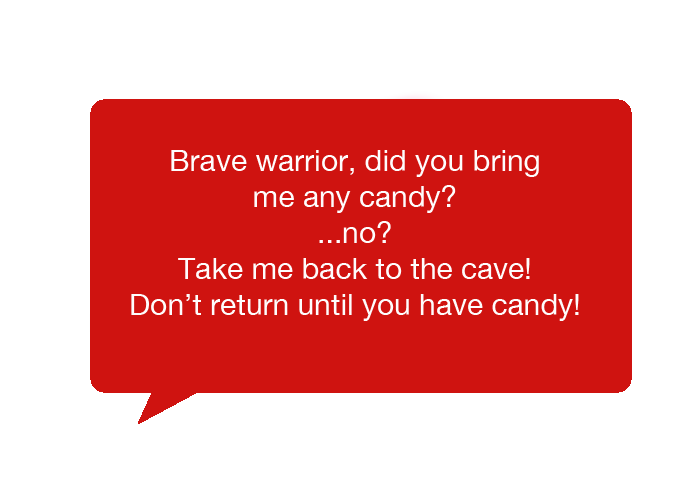 Brave warrior, did you bring
me any candy?
...no?
Take me back to the cave!
Don’t return until you have candy!